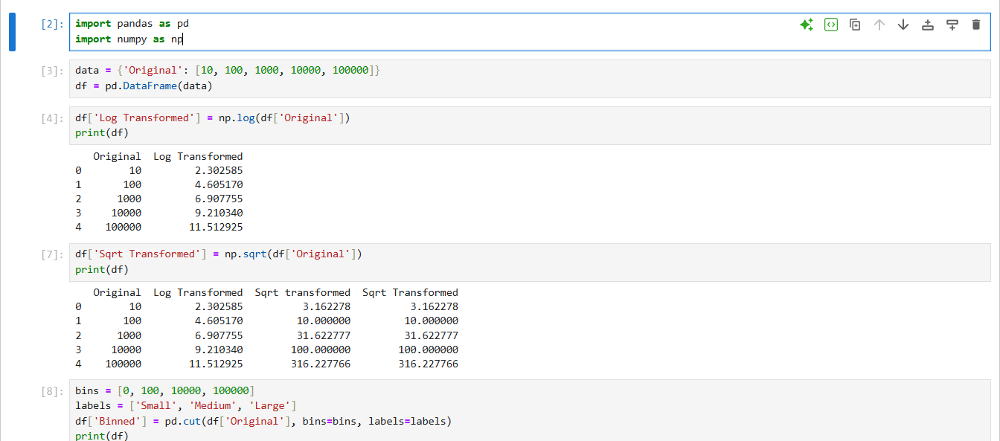 [2]: import pandas as pd
import numpy as np
[3]: data = {'Original': [10, 100, 1000, 10000, 100000]}
df = pd.DataFrame(data)
[4]: df['Log Transformed'] = np.log(df['Original'])
print(df)
   Original  Log Transformed
0        10         2.302585
1       100         4.605170
2      1000         6.907755
3     10000         9.210340
4    100000        11.512925
[7]: df['Sqrt Transformed'] = np.sqrt(df['Original'])
print(df)
   Original  Log Transformed  Sqrt transformed  Sqrt Transformed
0        10         2.302585          3.162278          3.162278
1       100         4.605170         10.000000         10.000000
2      1000         6.907755         31.622777         31.622777
3     10000         9.210340        100.000000        100.000000
4    100000        11.512925        316.227766        316.227766
[8]: bins = [0, 100, 10000, 100000]
labels = ['Small', 'Medium', 'Large']
df['Binned'] = pd.cut(df['Original'], bins=bins, labels=labels)
print(df)